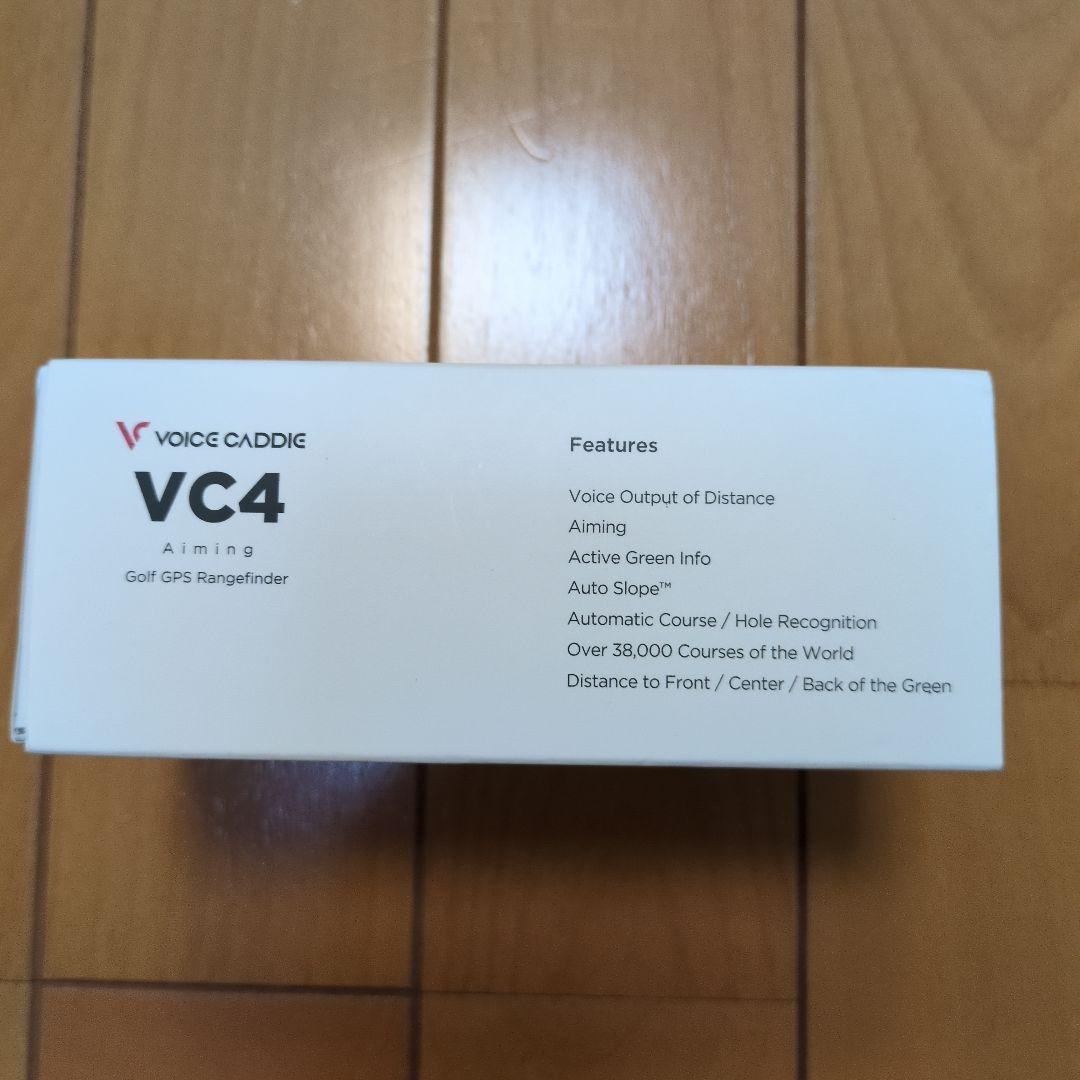 VOICE CADDIE
VC4
Aiming
Golf GPS Rangefinder
Features
Voice Output of Distance
Aiming
Active Green Info
Auto Slope™
Automatic Course / Hole Recognition
Over 38,000 Courses of the World
Distance to Front / Center / Back of the Green